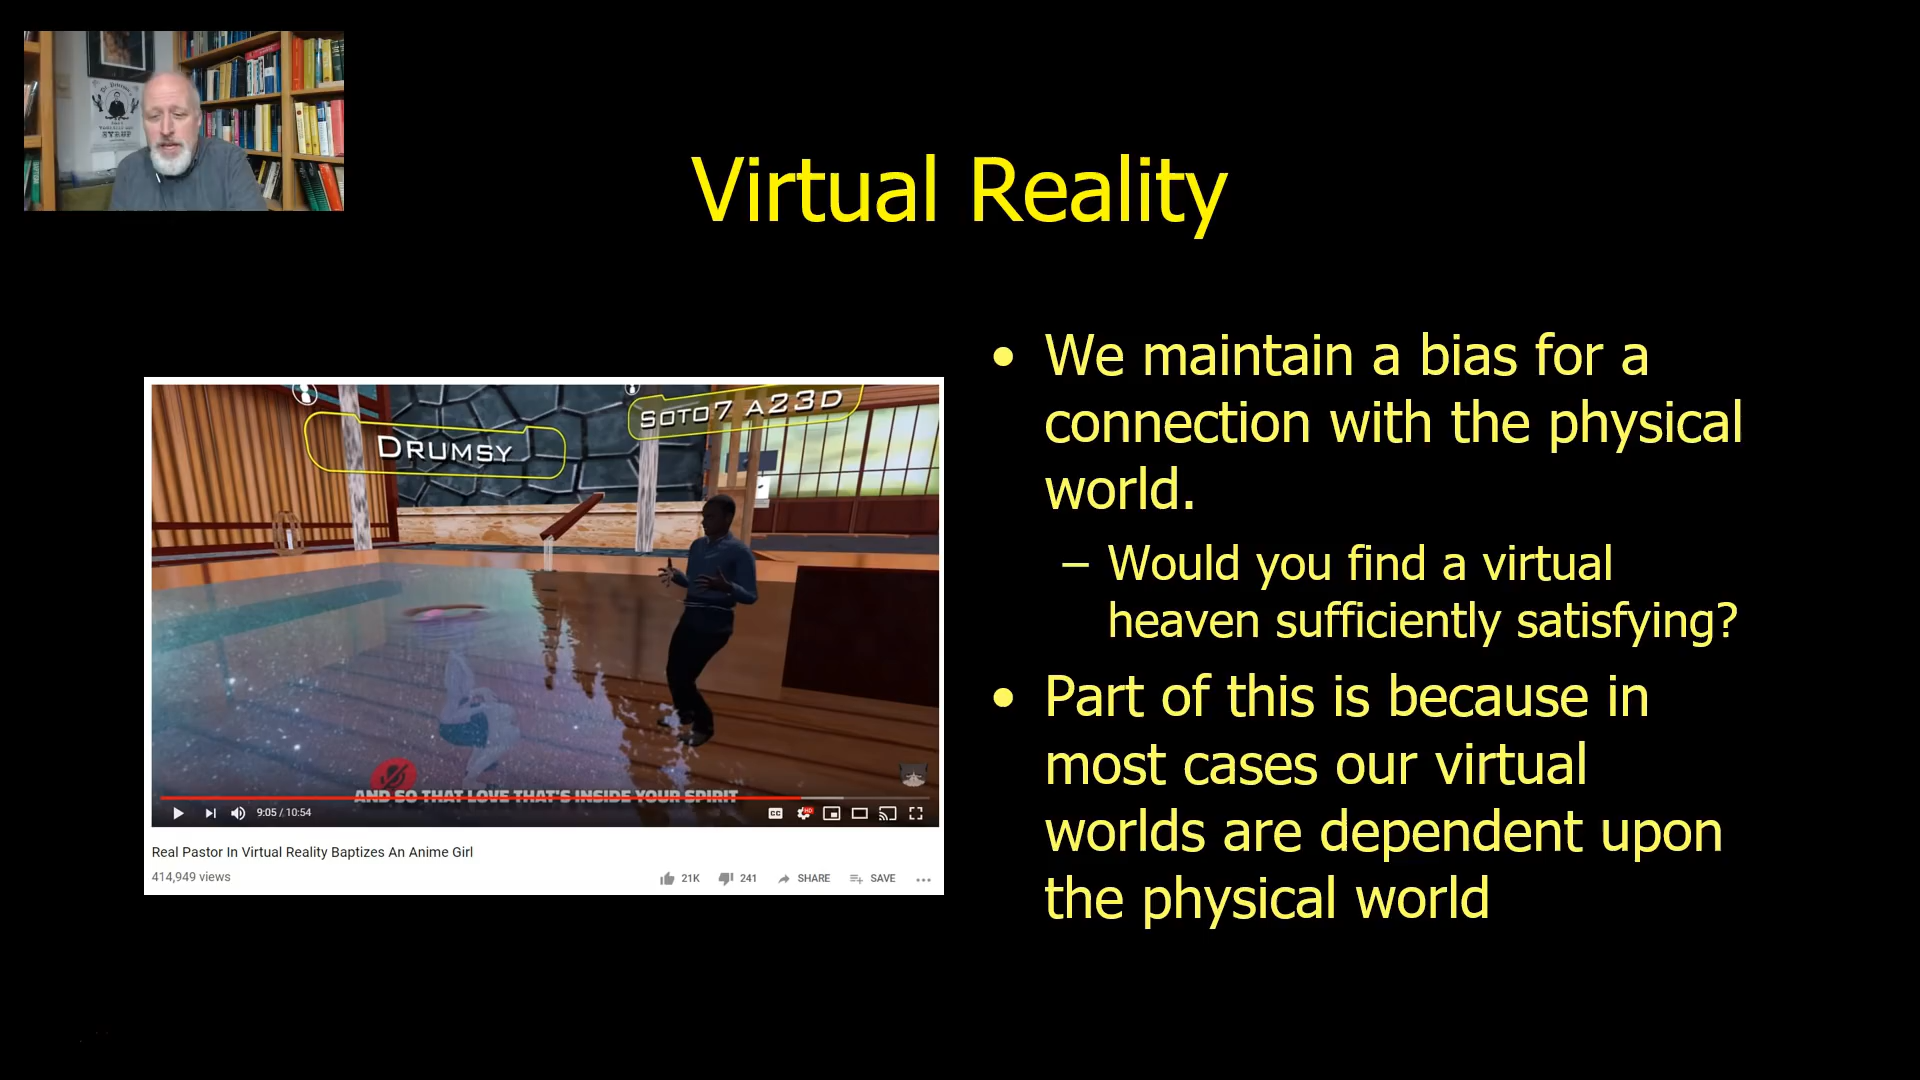 SYRUP
Virtual Reality
DRUMSY
SOTO7 A23D
AND SO THAT LOVE THAT'S INSIDE YOUR SPIRIT
9:05 / 10:54
CC
HD
Real Pastor In Virtual Reality Baptizes An Anime Girl
414,949 views
21K 241 SHARE SAVE
• We maintain a bias for a
connection with the physical
world.
– Would you find a virtual
heaven sufficiently satisfying?
• Part of this is because in
most cases our virtual
worlds are dependent upon
the physical world